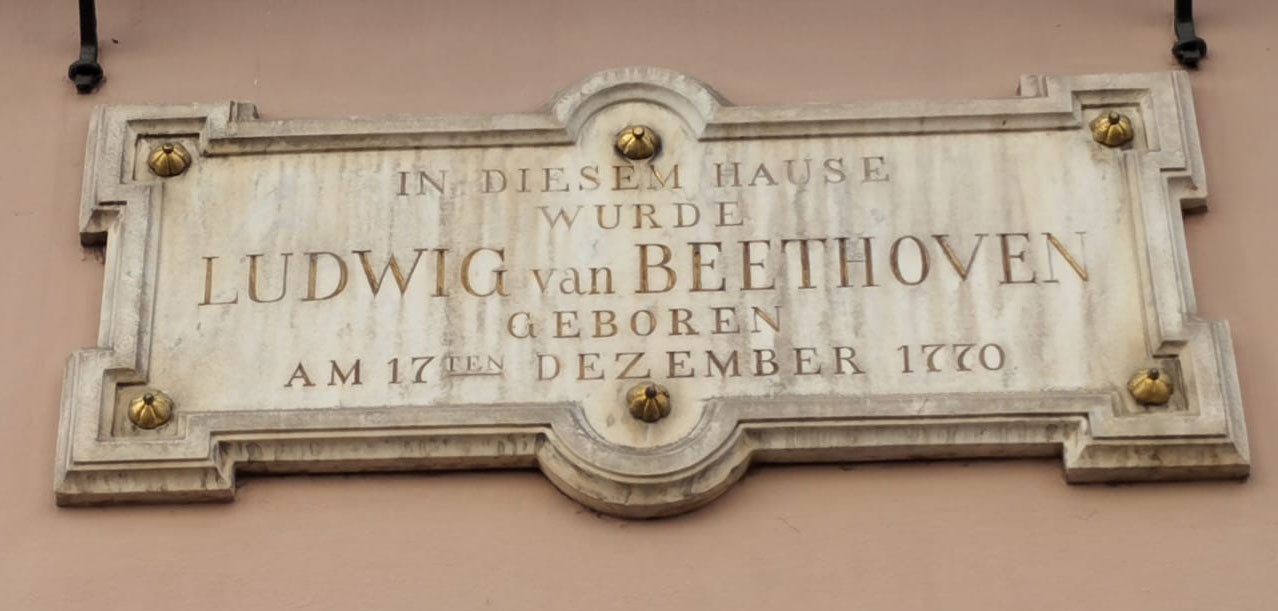 IN DIESEM HAUSE
WURDE
LUDWIG van BEETHOVEN
GEBOREN
AM 17TEN DEZEMBER 1770